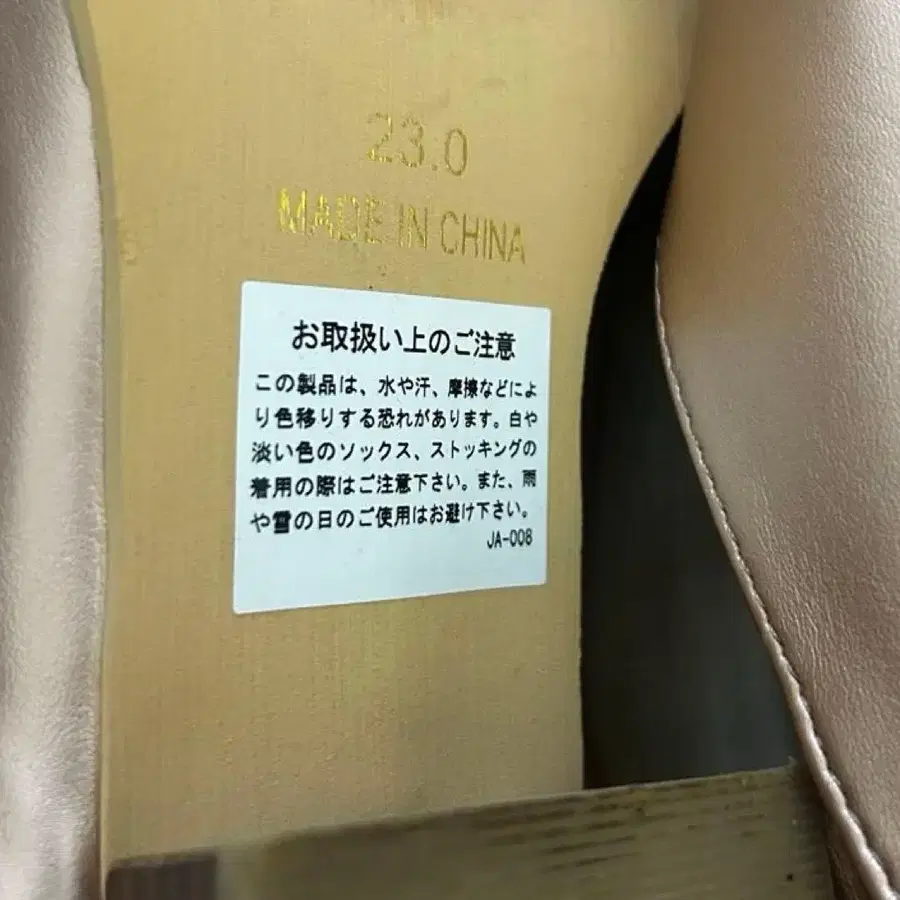 23.0
MADE IN CHINA
お取扱い上のご注意
この製品は、水や汗、摩擦などによ
り色移りする恐れがあります。白や
淡い色のソックス、ストッキングの
着用の際はご注意下さい。また、雨
や雪の日のご使用はお避け下さい。
JA-008